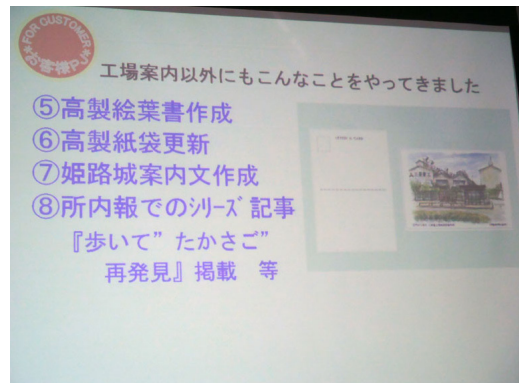 FOR CUSTOMER
工場案内以外にもこんなことをやってきました
⑤高製絵葉書作成
⑥高製紙袋更新
⑦姫路城案内文作成
⑧所内報でのシリーズ記事
『歩いて”たかさご”
再発見』掲載　等